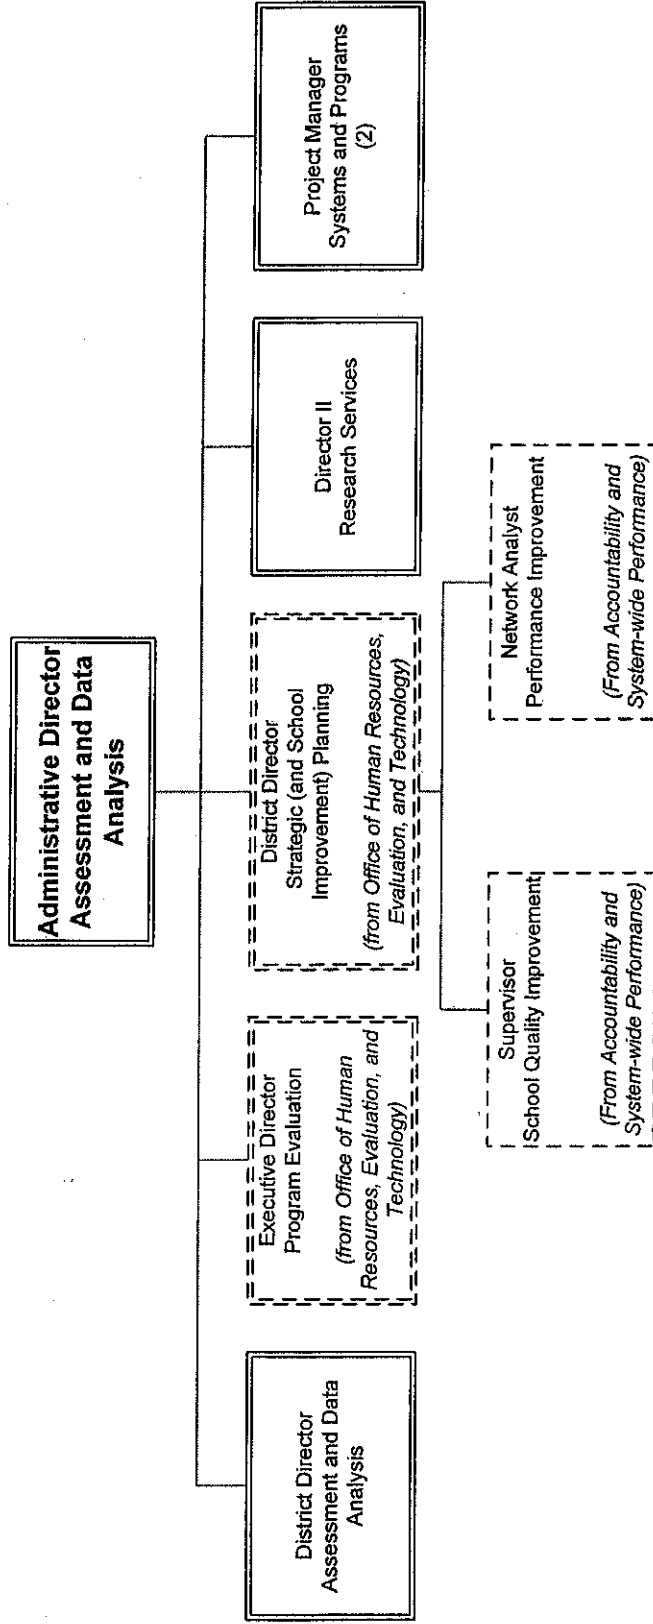 Administrative Director
Assessment and Data
Analysis
District Director
Assessment and Data
Analysis
Executive Director
Program Evaluation
(from Office of Human
Resources, Evaluation, and
Technology)
District Director
Strategic (and School
Improvement) Planning
(from Office of Human Resources,
Evaluation, and Technology)
Director II
Research Services
Project Manager
Systems and Programs
(2)
Supervisor
School Quality Improvement
(From Accountability and
System-wide Performance)
Network Analyst
Performance Improvement
(From Accountability and
System-wide Performance)